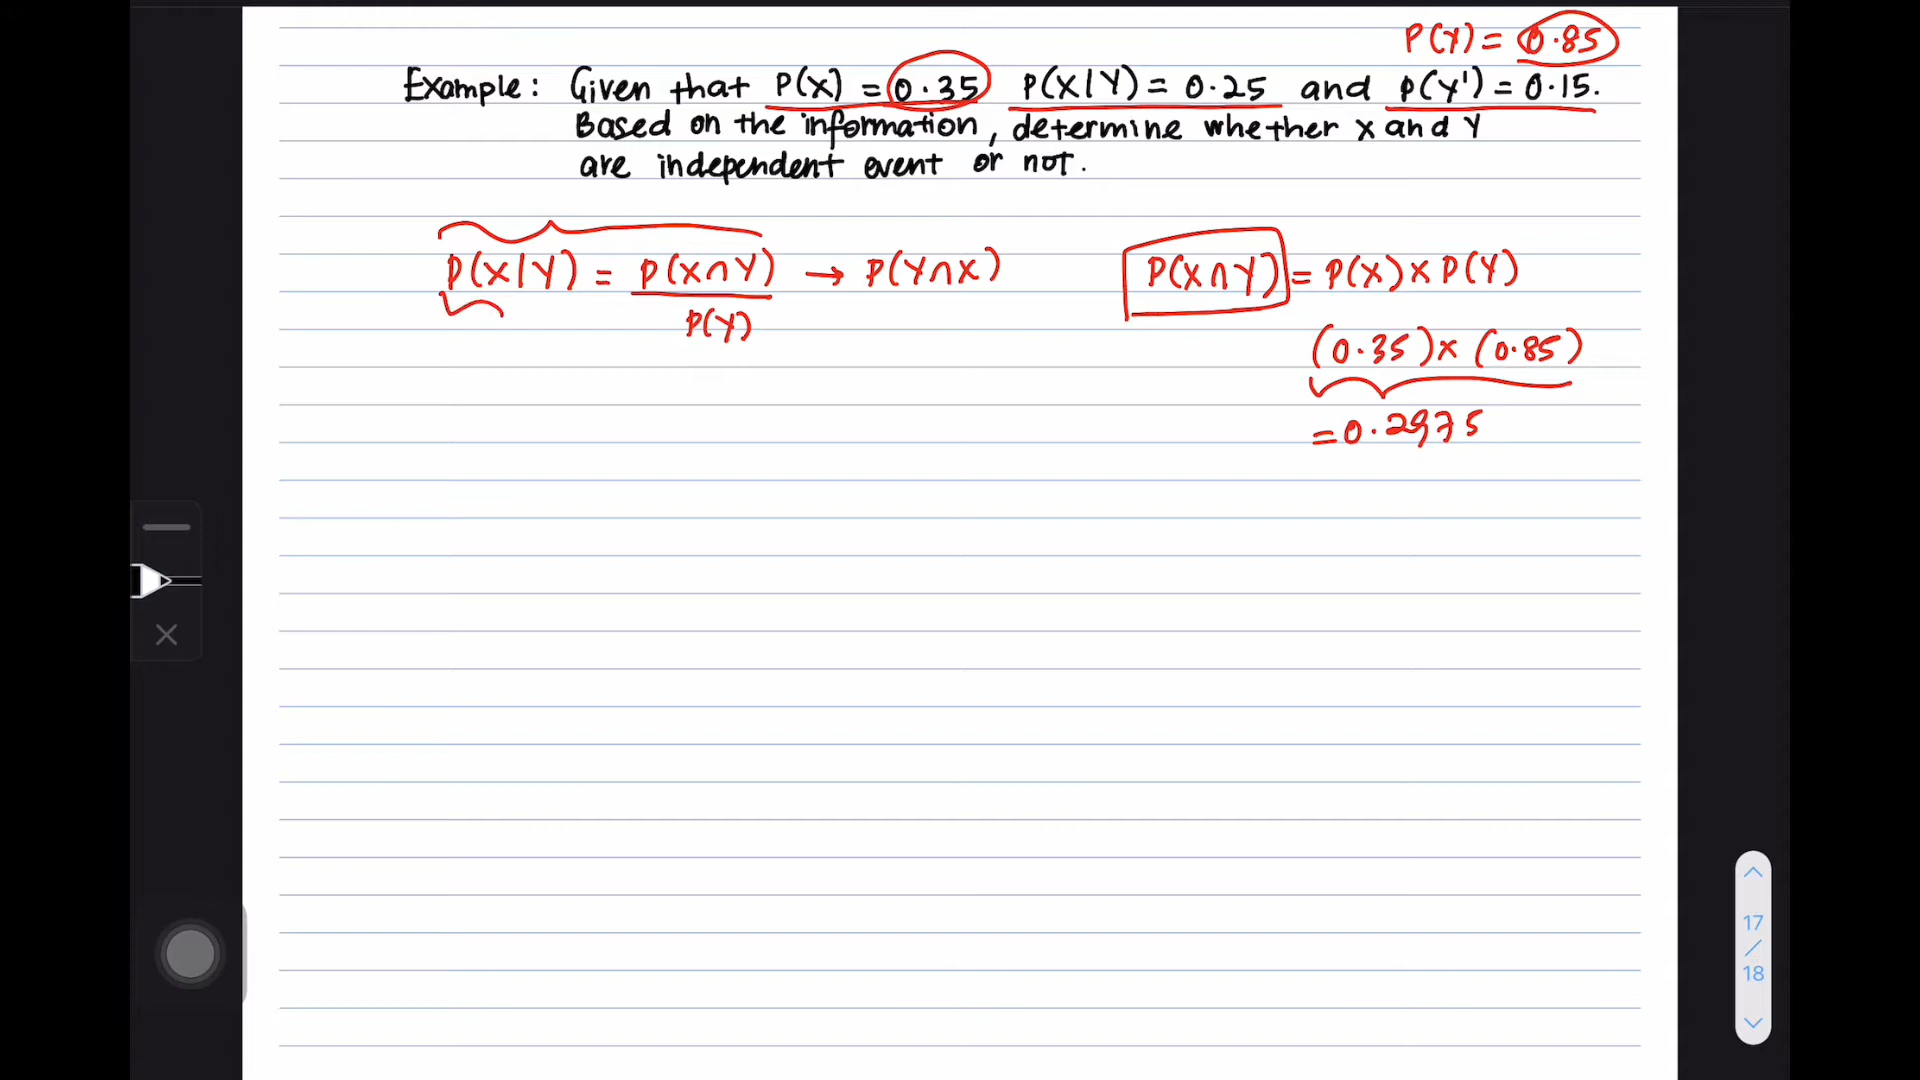 P(Y) = 0.85
Example: Given that P(X) = 0.35 P(X|Y) = 0.25 and P(Y') = 0.15.
Based on the information, determine whether X and Y
are independent event or not.
P(X|Y) = P(X∩Y) → P(Y∩X)
P(Y)
P(X∩Y) = P(X) × P(Y)
(0.35) × (0.85)
= 0.2975
17
/
18